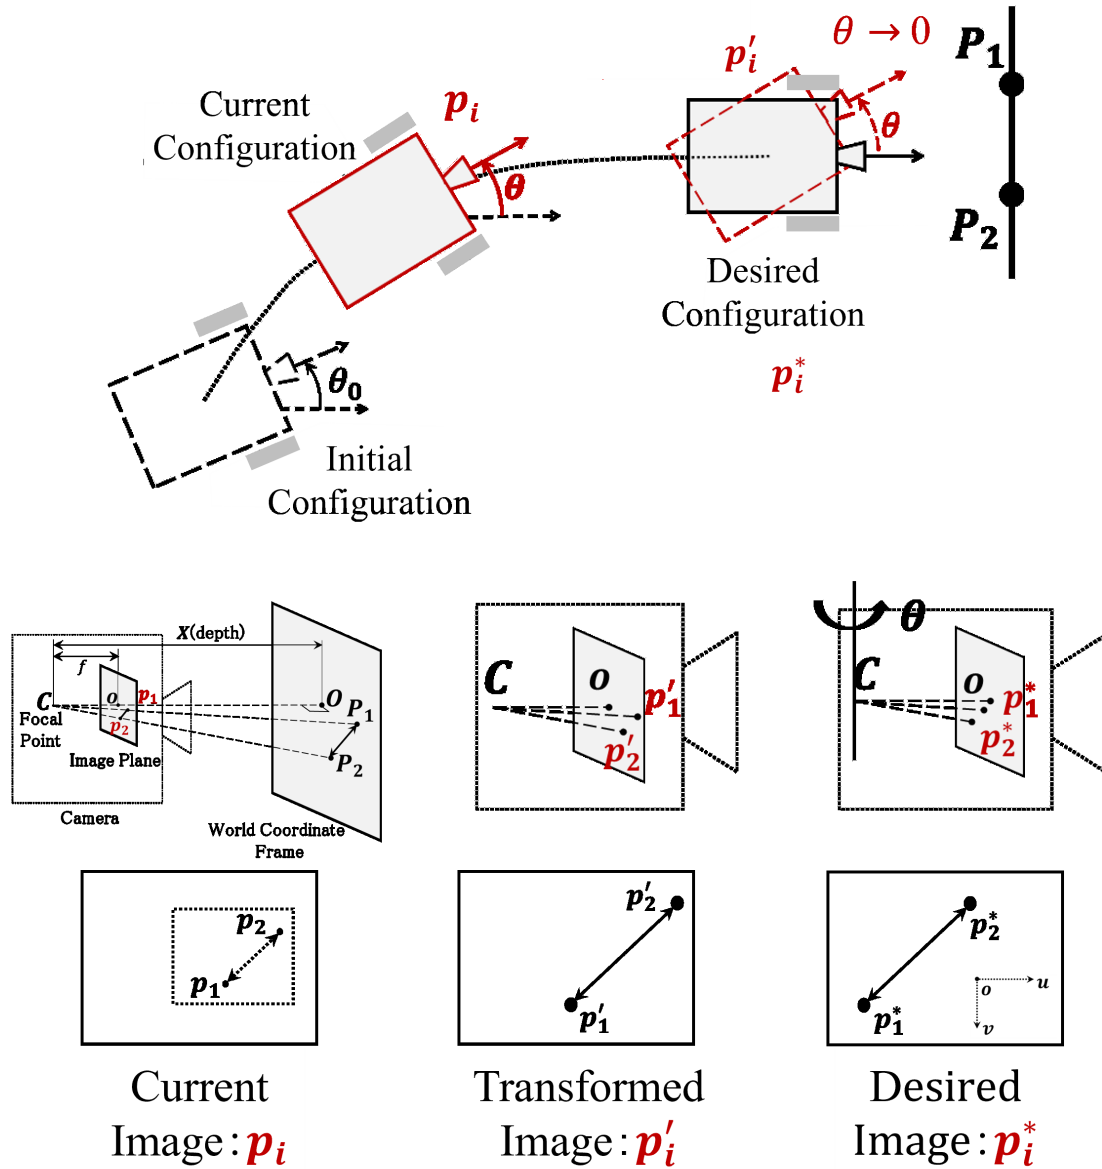 θ → 0
p′ᵢ
P₁
Current
Configuration
pᵢ
θ
θ
P₂
Desired
Configuration
p*ᵢ
θ₀
Initial
Configuration
X(depth)
f
C
Focal
Point
o
p₁
p₂
Image Plane
O
P₁
P₂
Camera
World Coordinate
Frame
C
o
p′₁
p′₂
θ
C
o
p*₁
p*₂
p₂
p₁
p′₂
p′₁
p*₂
p*₁
o
u
v
Current
Image: pᵢ
Transformed
Image: p′ᵢ
Desired
Image: p*ᵢ